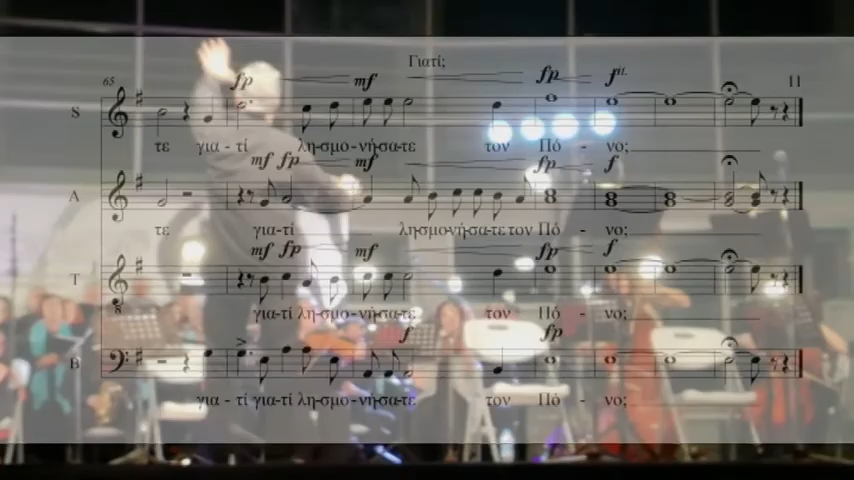 Γιατί;
65 11
fp mf fp f
S
τε για - τί λη-σμο-νή-σα-τε τον Πό - νο;
mf fp mf fp f
A
τε για-τί λησμο-νή-σα-τε τον Πό - νο;
mf fp mf fp f
T
για-τί λη-σμο-νή-σα-τε τον Πό - νο;
f fp
B
για - τί για-τί λη-σμο-νή-σα-τε τον Πό - νο;